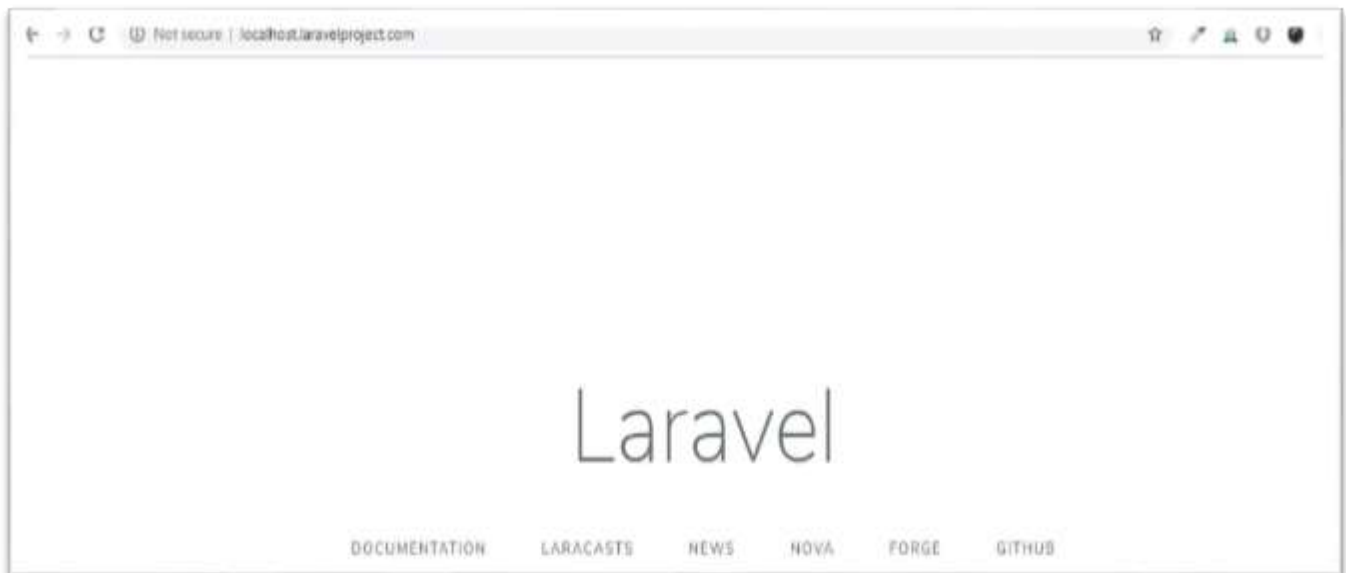 Not secure | localhost.laravelproject.com
Laravel
DOCUMENTATION LARACASTS NEWS NOVA FORGE GITHUB